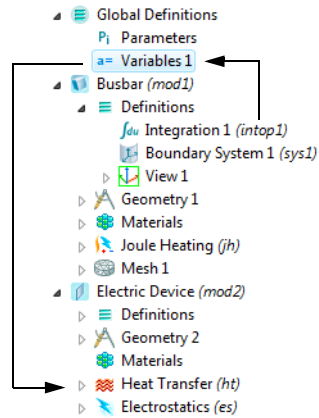 Global Definitions
Pi Parameters
a= Variables 1
Busbar (mod1)
Definitions
∫du Integration 1 (intop1)
Boundary System 1 (sys1)
View 1
Geometry 1
Materials
Joule Heating (jh)
Mesh 1
Electric Device (mod2)
Definitions
Geometry 2
Materials
Heat Transfer (ht)
Electrostatics (es)